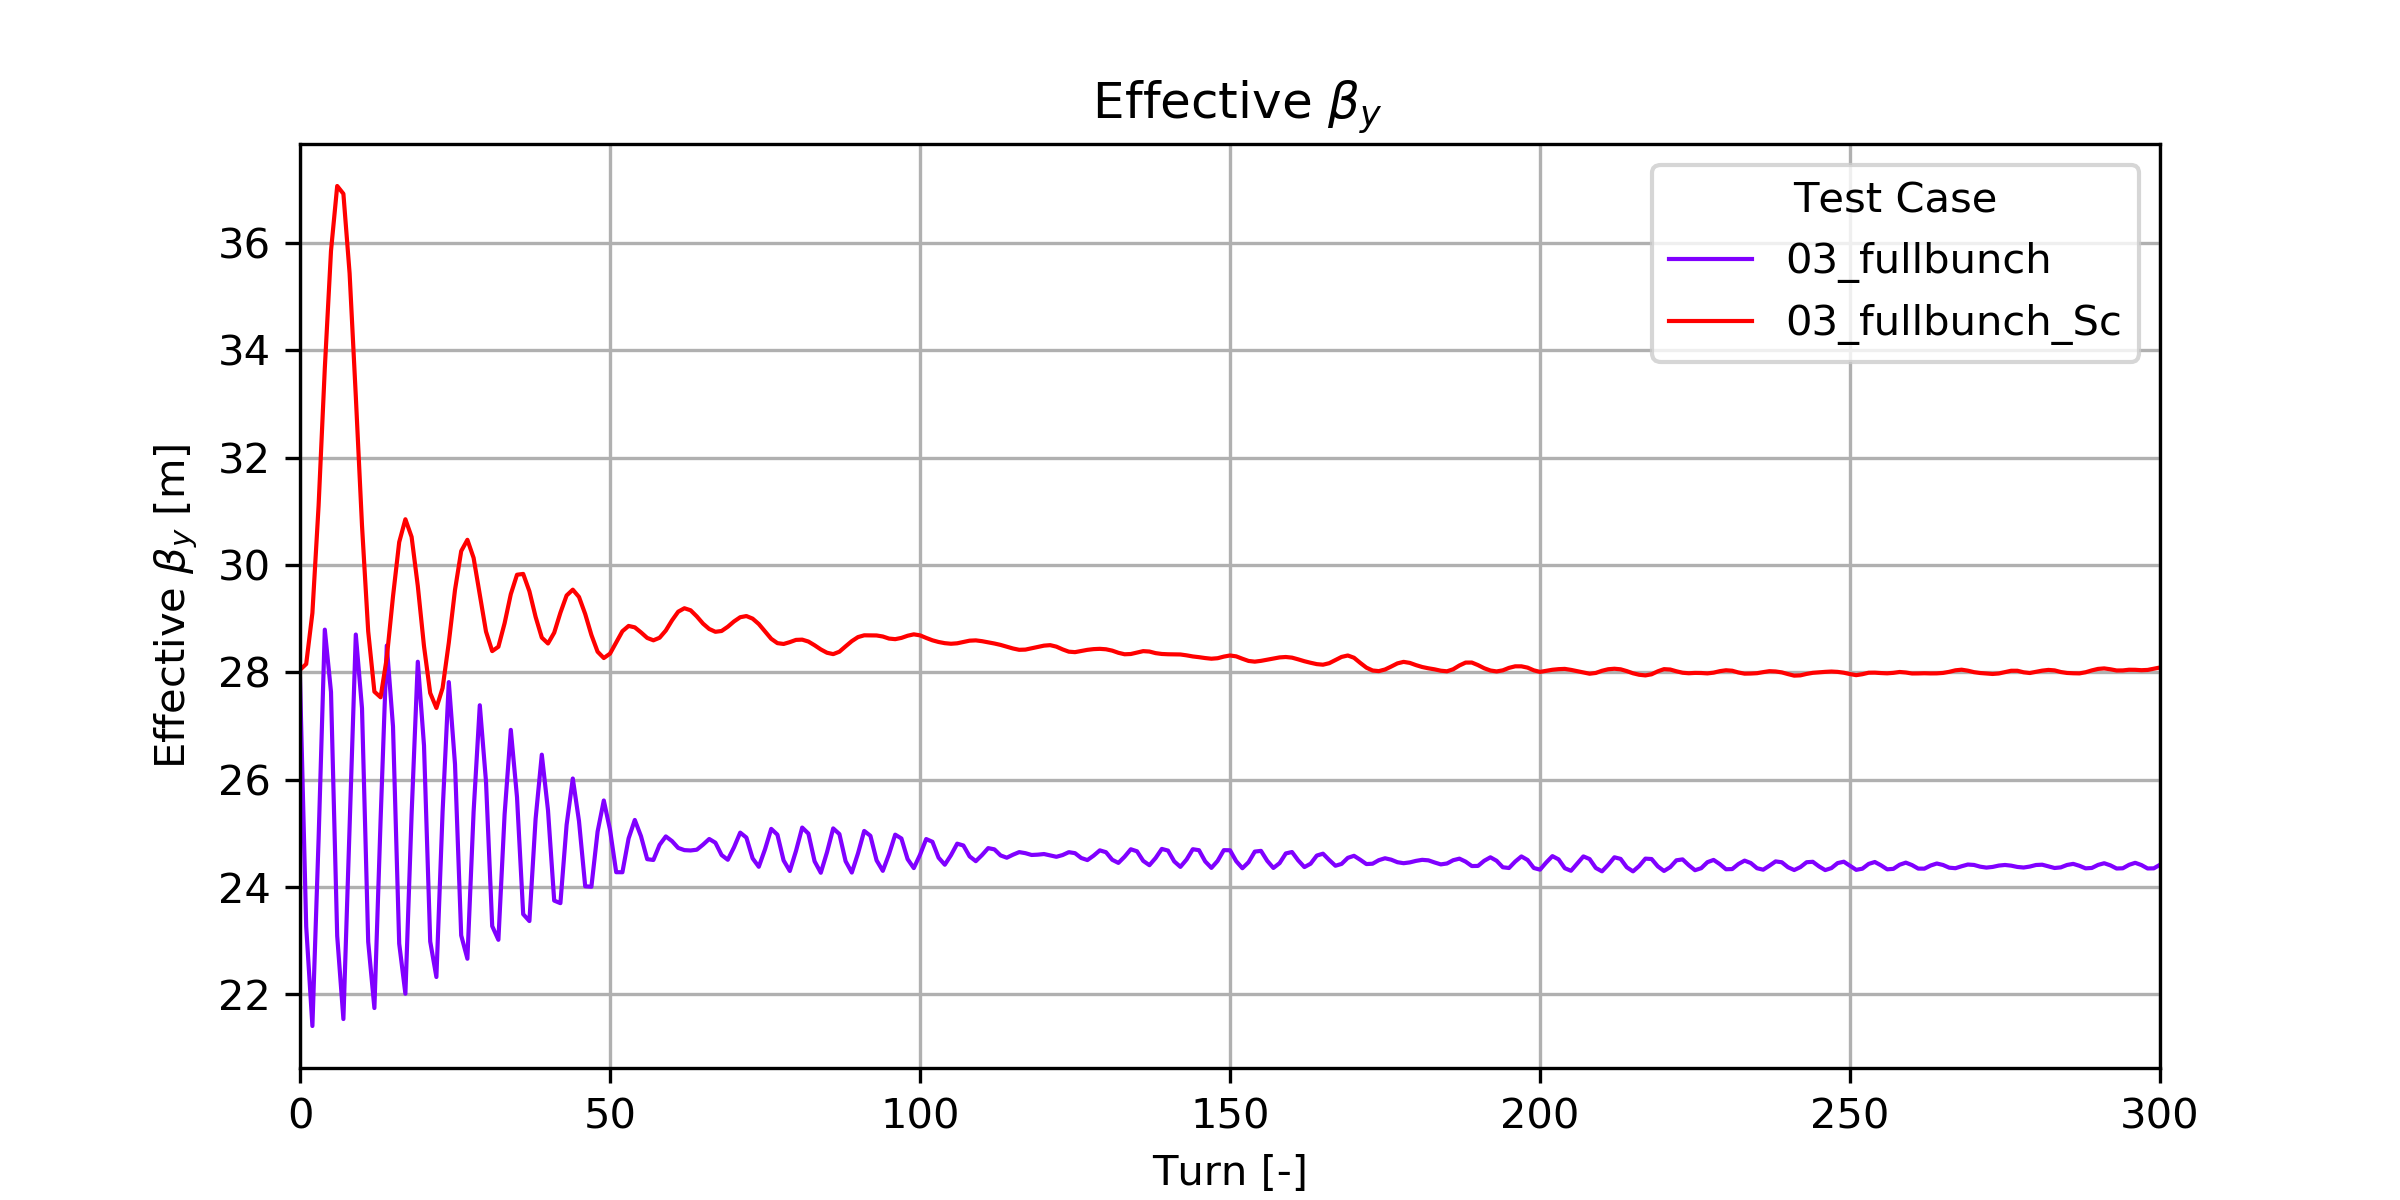 Effective βy
Effective βy [m]
36
34
32
30
28
26
24
22
Test Case
03_fullbunch
03_fullbunch_Sc
0 50 100 150 200 250 300
Turn [-]